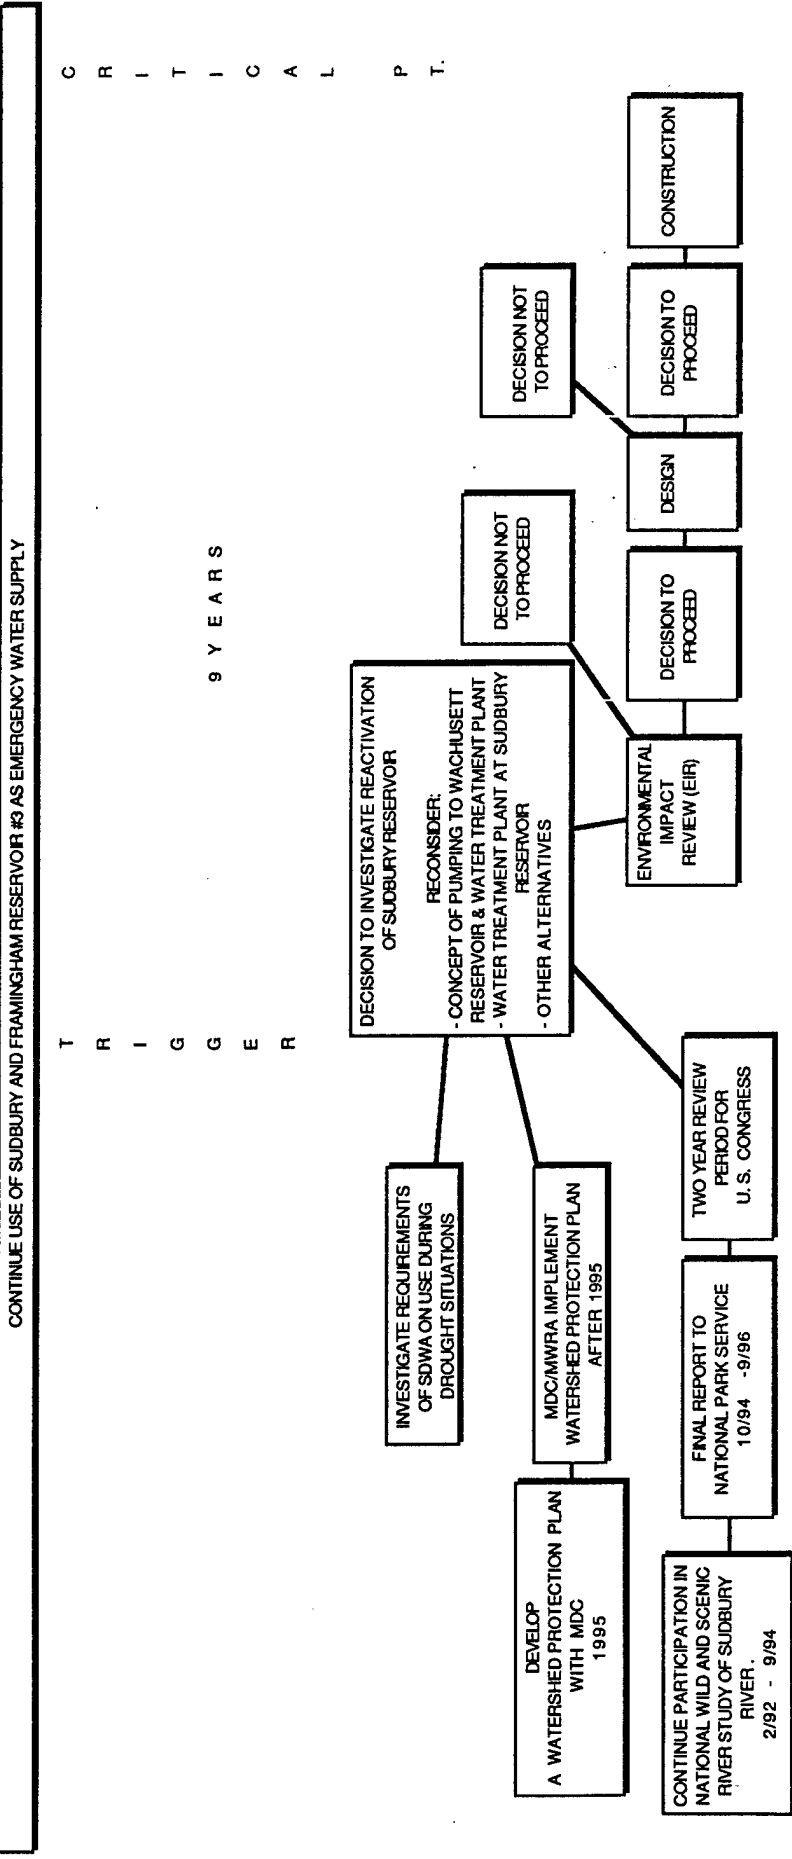 CONTINUE USE OF SUDBURY AND FRAMINGHAM RESERVOIR #3 AS EMERGENCY WATER SUPPLY
T
R
I
G
G
E
R
9 YEARS
C
R
I
T
I
C
A
L
P
T.
INVESTIGATE REQUIREMENTS
OF SDWA ON USE DURING
DROUGHT SITUATIONS
DEVELOP
A WATERSHED PROTECTION PLAN
WITH MDC
1995
MDC/MWRA IMPLEMENT
WATERSHED PROTECTION PLAN
AFTER 1995
CONTINUE PARTICIPATION IN
NATIONAL WILD AND SCENIC
RIVER STUDY OF SUDBURY
RIVER.
2/92 - 9/94
FINAL REPORT TO
NATIONAL PARK SERVICE
10/94 -9/96
TWO YEAR REVIEW
PERIOD FOR
U. S. CONGRESS
DECISION TO INVESTIGATE REACTIVATION
OF SUDBURY RESERVOIR
RECONSIDER:
- CONCEPT OF PUMPING TO WACHUSETT
RESERVOIR & WATER TREATMENT PLANT
- WATER TREATMENT PLANT AT SUDBURY
RESERVOIR
- OTHER ALTERNATIVES
ENVIRONMENTAL
IMPACT
REVIEW (EIR)
DECISION NOT
TO PROCEED
DECISION TO
PROCEED
DESIGN
DECISION NOT
TO PROCEED
DECISION TO
PROCEED
CONSTRUCTION